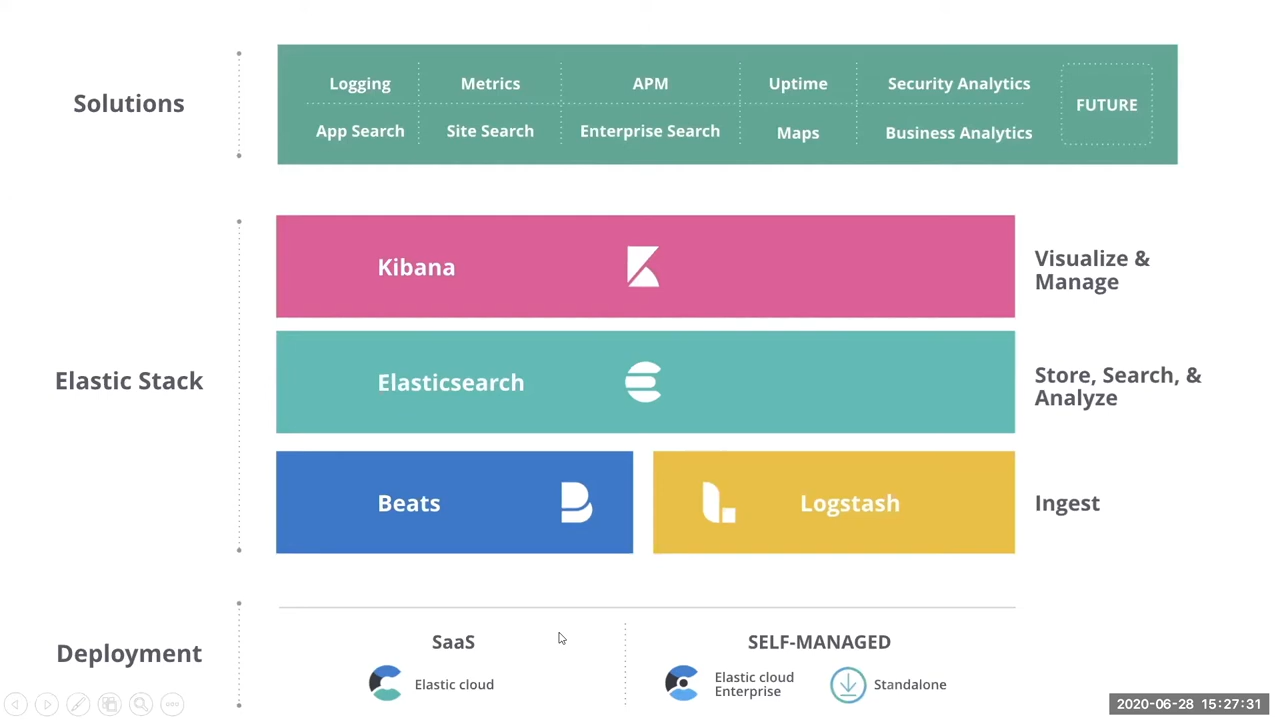 Solutions
Logging Metrics APM Uptime Security Analytics
App Search Site Search Enterprise Search Maps Business Analytics
FUTURE
Elastic Stack
Kibana
Visualize &
Manage
Elasticsearch
Store, Search, &
Analyze
Beats
Logstash
Ingest
Deployment
SaaS
Elastic cloud
SELF-MANAGED
Elastic cloud
Enterprise
Standalone
2020-06-28 15:27:31